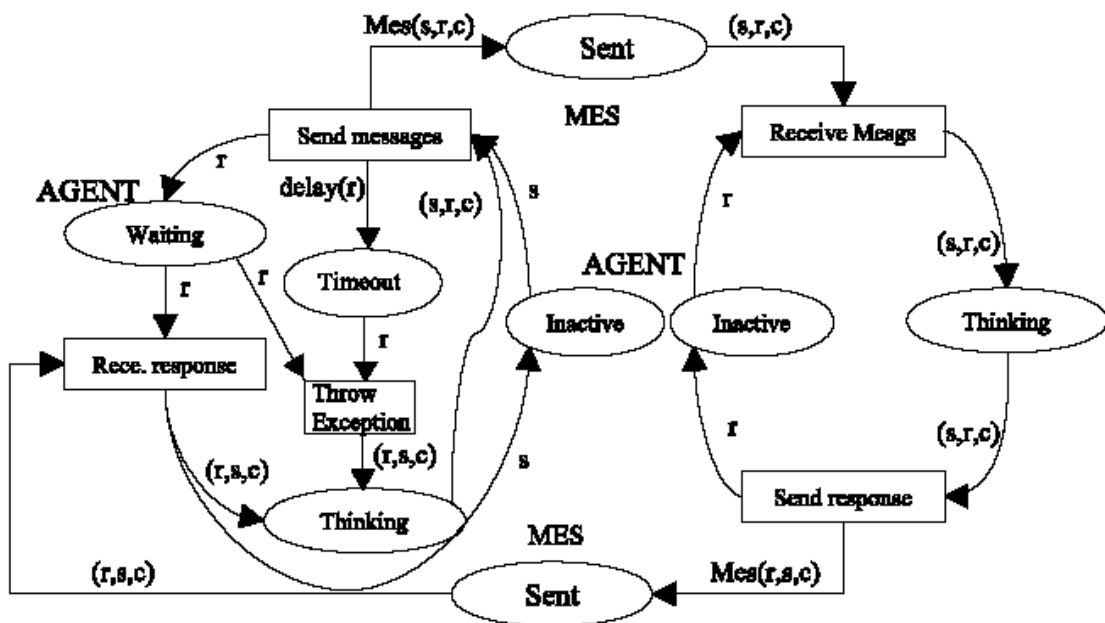 Mes(s,r,c)
Sent
(s,r,c)
MES
Send messages
Receive Mesgs
r
delay(r)
(s,r,c)
s
r
AGENT
Waiting
(s,r,c)
Timeout
AGENT
r
r
Inactive
Inactive
Thinking
r
Rece. response
Throw
Exception
(r,s,c)
(r,s,c)
s
r
(s,r,c)
Thinking
Send response
MES
(r,s,c)
Sent
Mes(r,s,c)